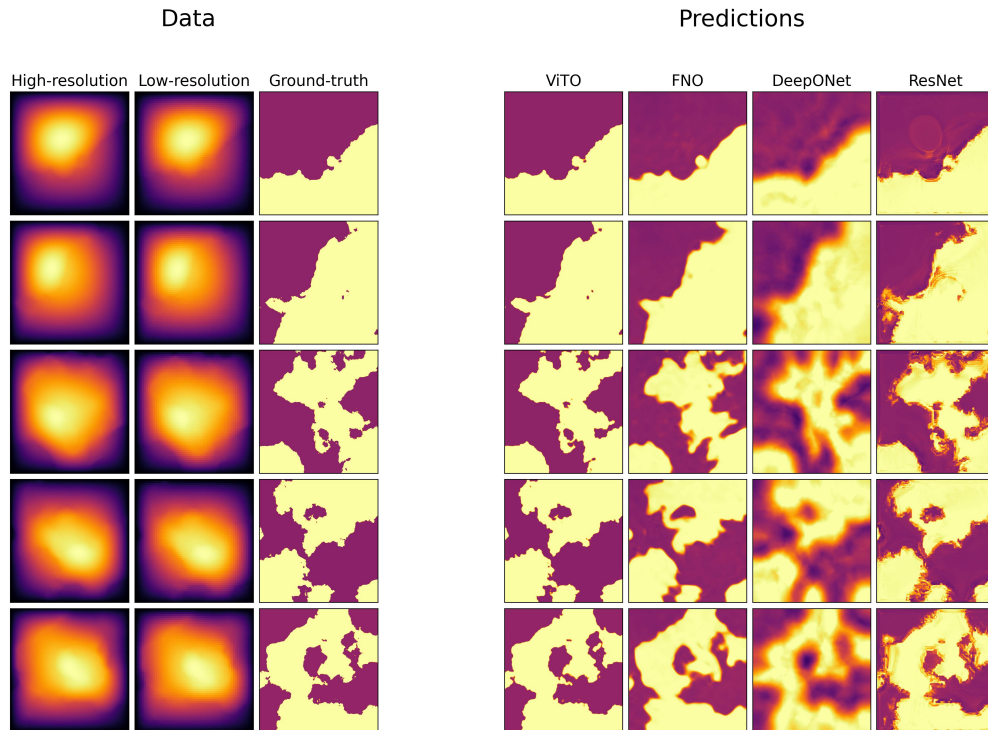 Data
Predictions
High-resolution Low-resolution Ground-truth
ViTO FNO DeepONet ResNet